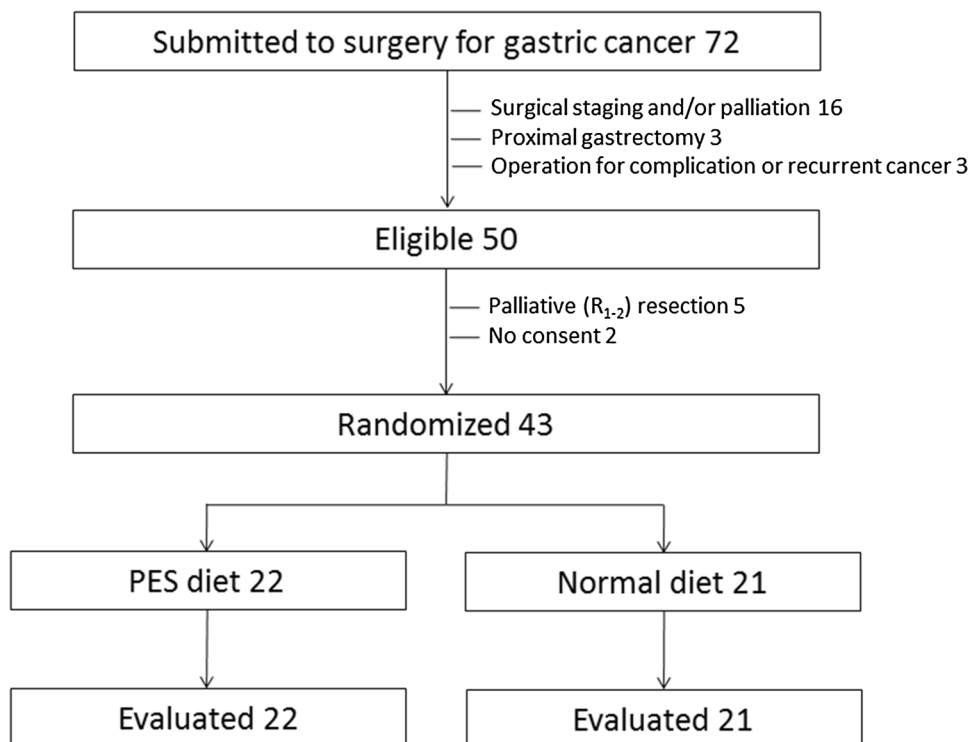 Submitted to surgery for gastric cancer 72
Surgical staging and/or palliation 16
Proximal gastrectomy 3
Operation for complication or recurrent cancer 3
Eligible 50
Palliative (R1-2) resection 5
No consent 2
Randomized 43
PES diet 22
Normal diet 21
Evaluated 22
Evaluated 21